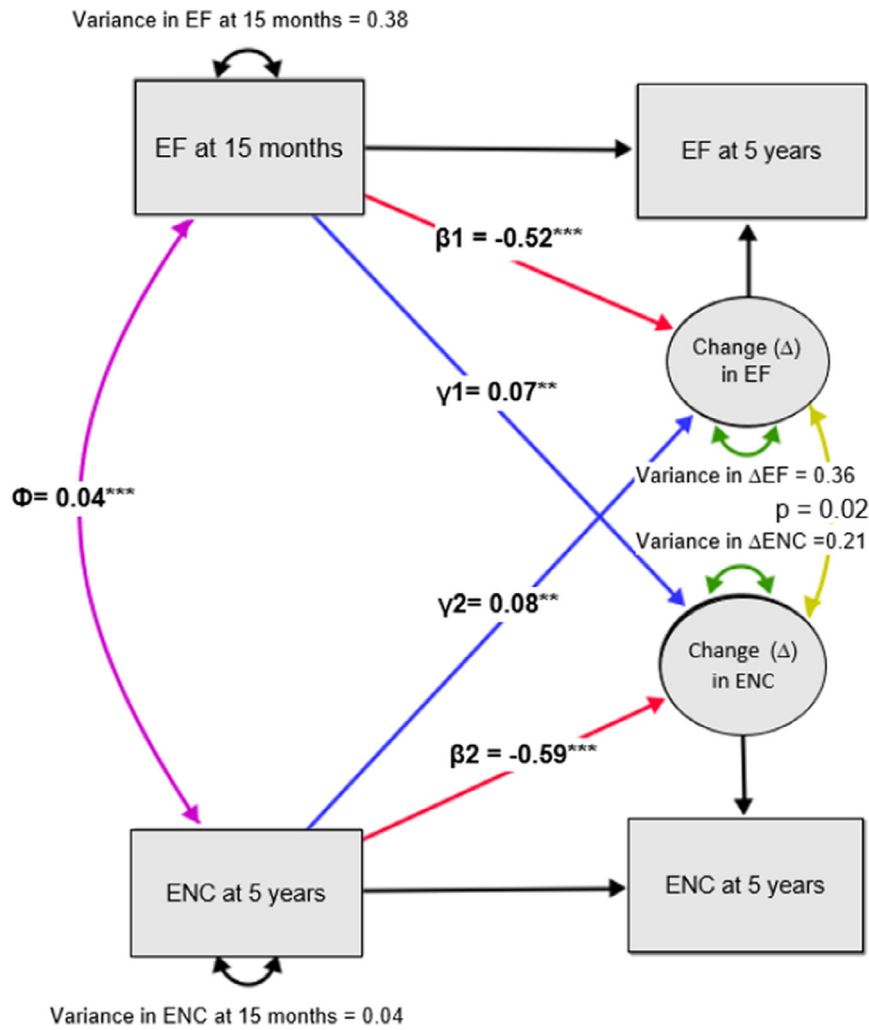 Variance in EF at 15 months = 0.38
EF at 15 months
EF at 5 years
β1 = -0.52***
Change (Δ)
in EF
γ1= 0.07**
Variance in ΔEF = 0.36
Φ= 0.04***
p = 0.02
Variance in ΔENC =0.21
γ2= 0.08**
Change (Δ)
in ENC
β2 = -0.59***
ENC at 5 years
ENC at 5 years
Variance in ENC at 15 months = 0.04